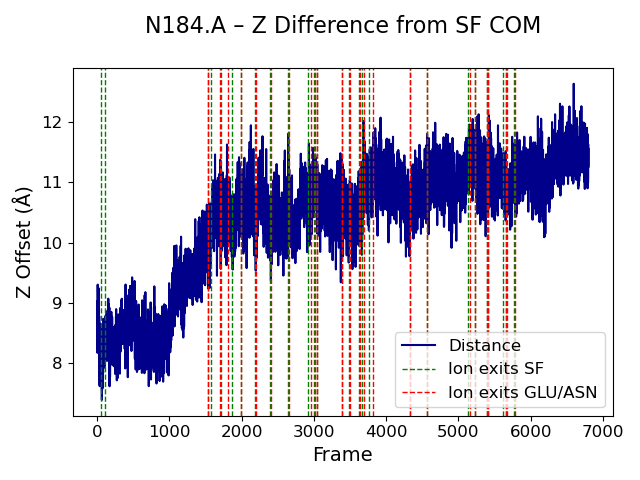 N184.A – Z Difference from SF COM
Z Offset (Å)
12
11
10
9
8
Distance
Ion exits SF
Ion exits GLU/ASN
0 1000 2000 3000 4000 5000 6000 7000
Frame